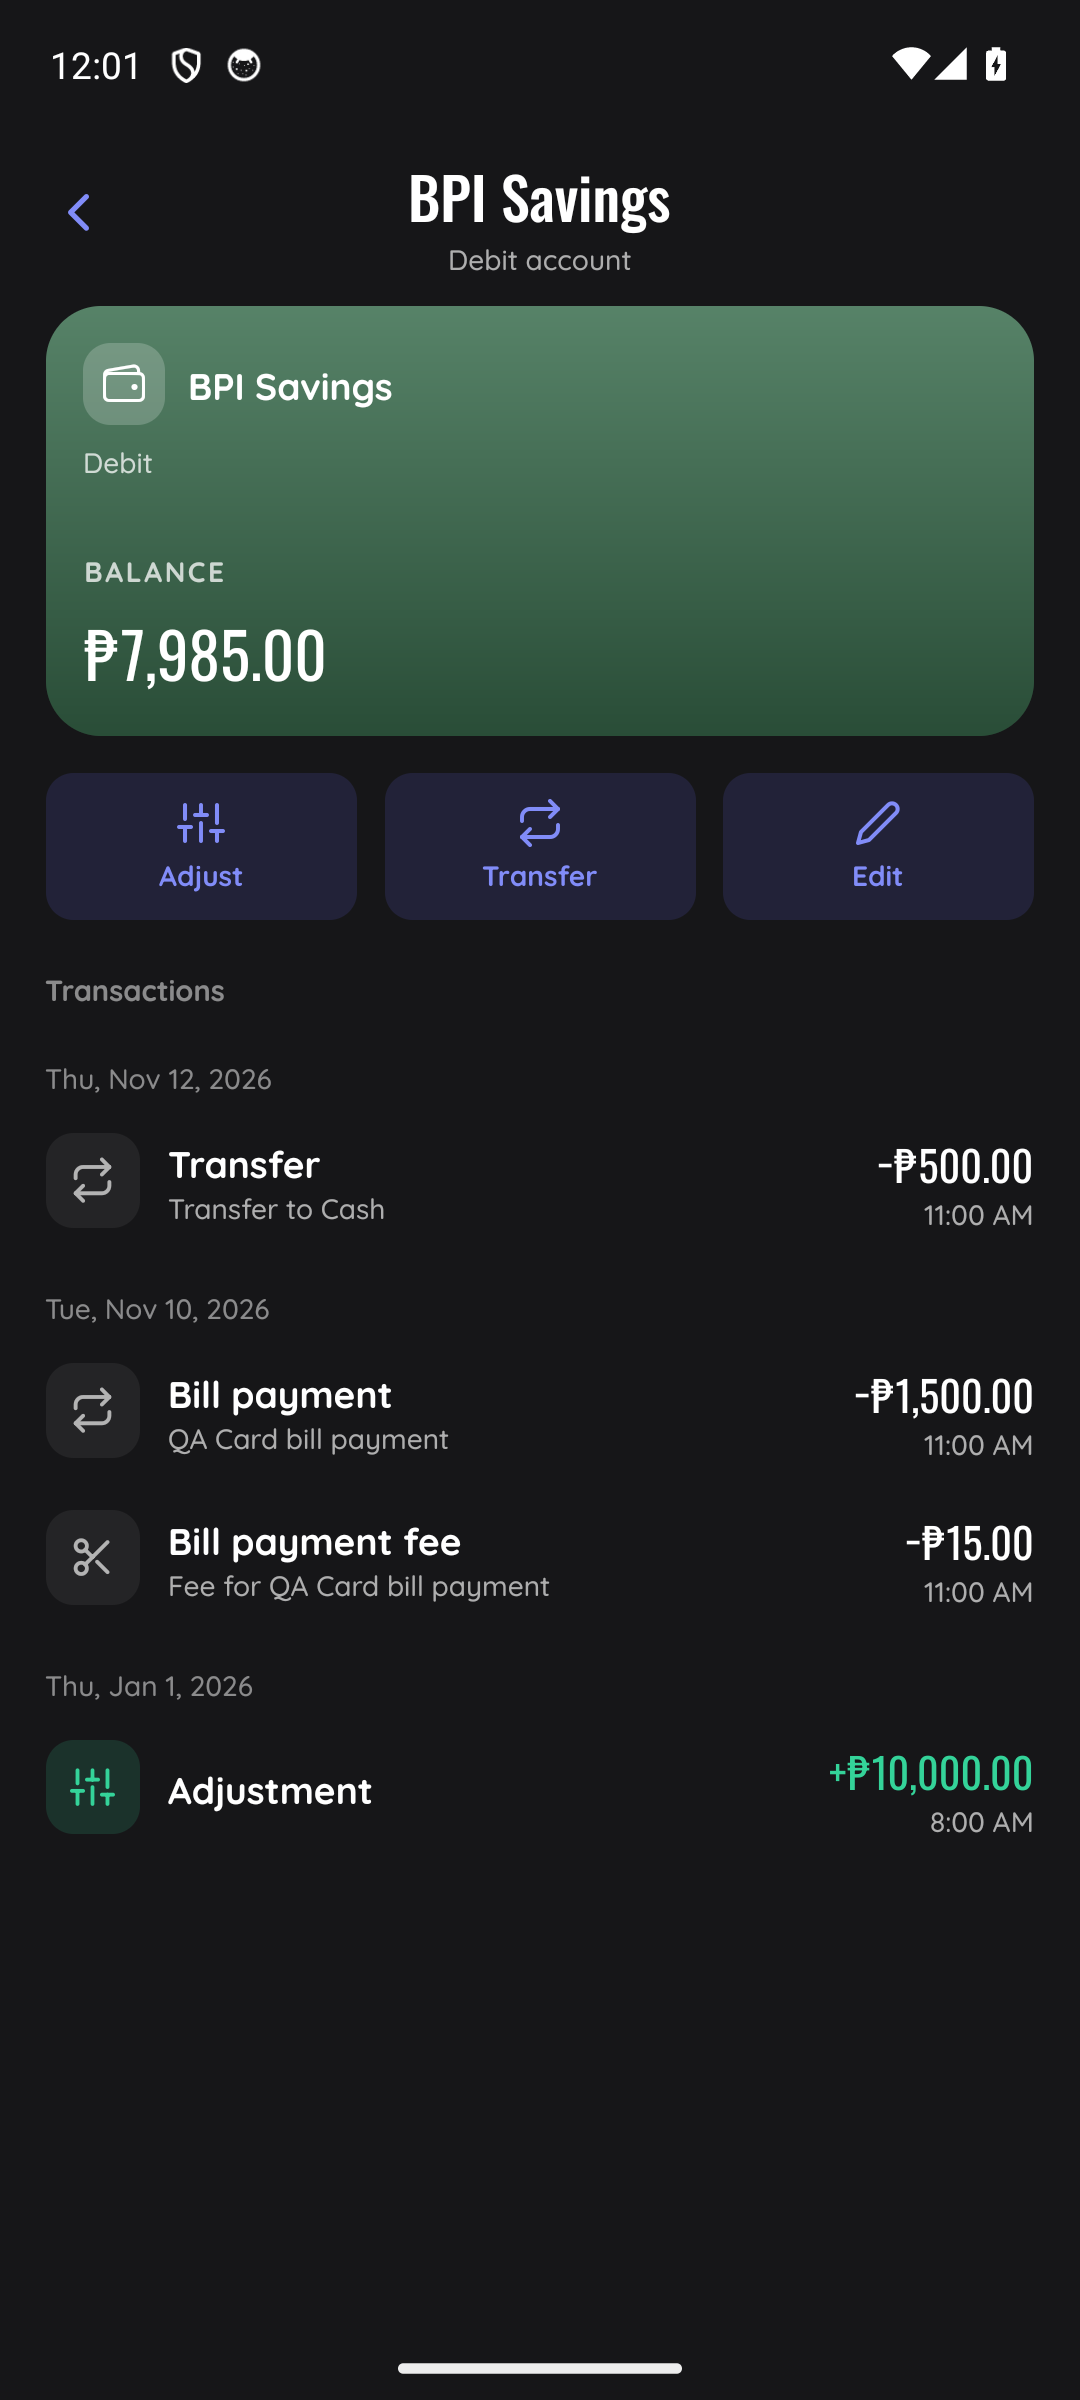 12:01
BPI Savings
Debit account
BPI Savings
Debit
BALANCE
₱7,985.00
Adjust
Transfer
Edit
Transactions
Thu, Nov 12, 2026
Transfer
-₱500.00
Transfer to Cash
11:00 AM
Tue, Nov 10, 2026
Bill payment
-₱1,500.00
QA Card bill payment
11:00 AM
Bill payment fee
-₱15.00
Fee for QA Card bill payment
11:00 AM
Thu, Jan 1, 2026
Adjustment
+₱10,000.00
8:00 AM